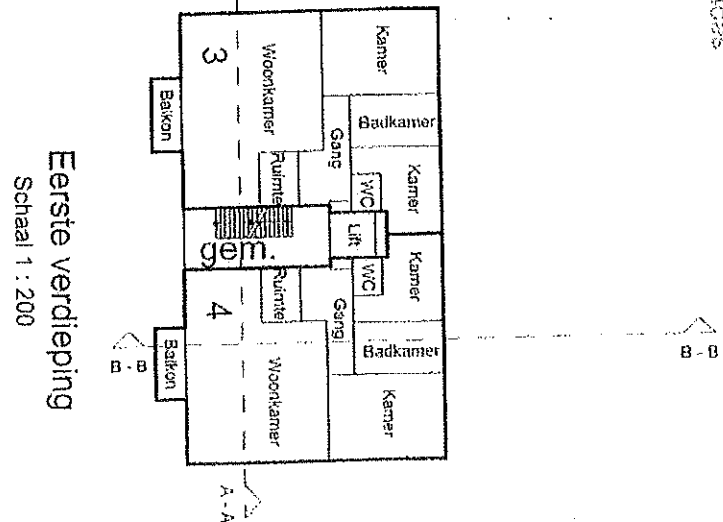 Eerste verdieping
Schaal 1 : 200
3
Woonkamer
Kamer
Balkon
Gang
Badkamer
Ruimte
WC
Kamer
gem.
Lift
4
Ruimte
WC
Kamer
Gang
Badkamer
Balkon
Woonkamer
Kamer
B - B
B - B
A - A